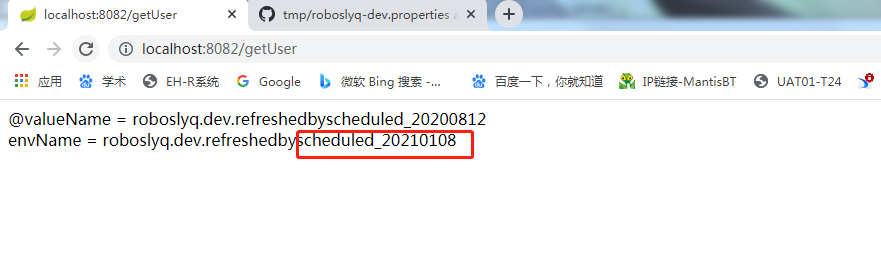 localhost:8082/getUser
tmp/roboslyq-dev.properties a
localhost:8082/getUser
应用 学术 EH-R系统 Google 微软 Bing 搜索 -... 百度一下，你就知道 IP链接-MantisBT UAT01-T24
@valueName = roboslyq.dev.refreshedbyscheduled_20200812
envName = roboslyq.dev.refreshedbyscheduled_20210108